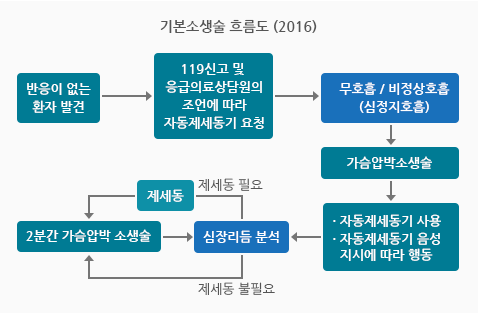 기본소생술 흐름도 (2016)
반응이 없는
환자 발견
119신고 및
응급의료상담원의
조언에 따라
자동제세동기 요청
무호흡 / 비정상호흡
(심정지호흡)
가슴압박소생술
· 자동제세동기 사용
· 자동제세동기 음성
지시에 따라 행동
제세동 필요
제세동
심장리듬 분석
2분간 가슴압박 소생술
제세동 불필요